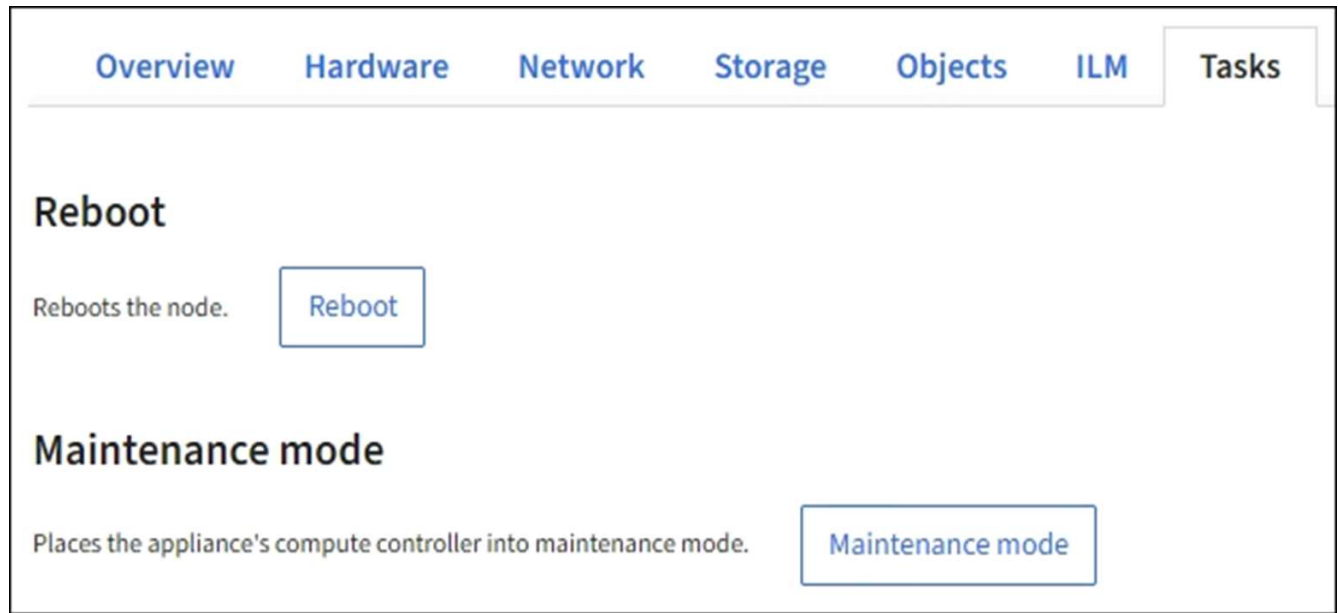 Overview Hardware Network Storage Objects ILM Tasks
Reboot
Reboots the node. Reboot
Maintenance mode
Places the appliance's compute controller into maintenance mode. Maintenance mode